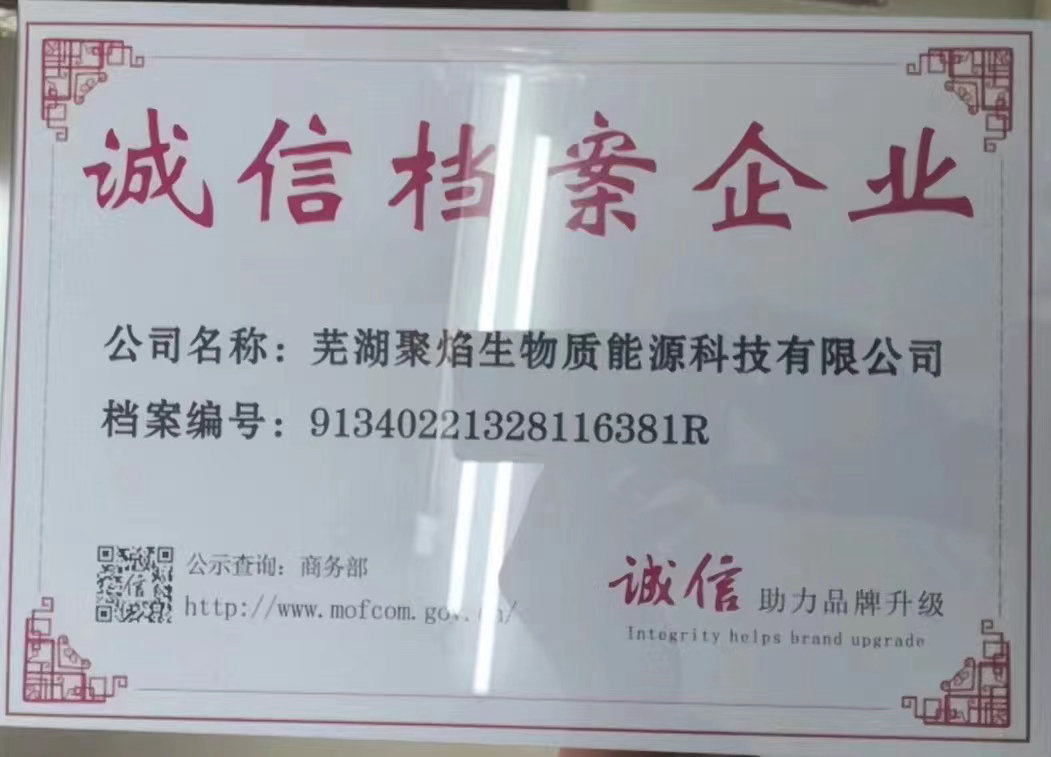 诚信档案企业
公司名称：芜湖聚焰生物质能源科技有限公司
档案编号：91340221328116381R
公示查询：商务部
http://www.mofcom.gov.cn/
诚信 助力品牌升级
Integrity helps brand upgrade